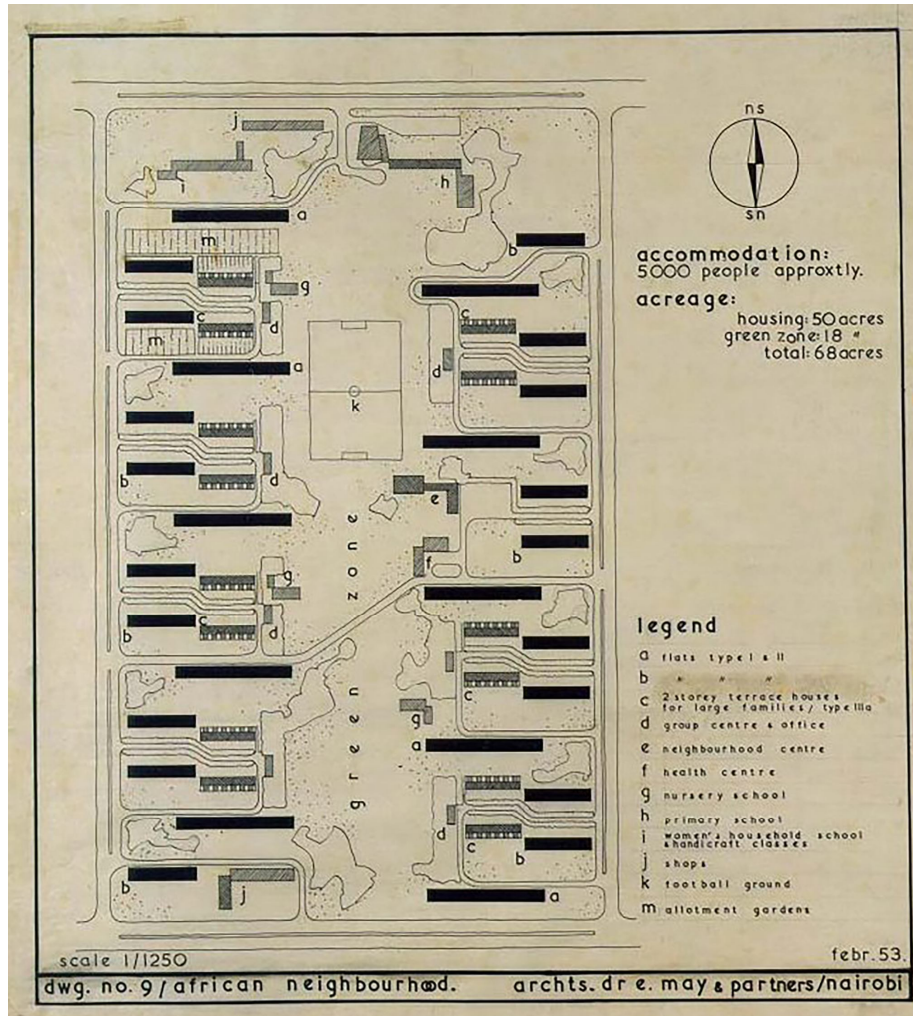 ns
sn
accommodation:
5000 people approxtly.
acreage:
housing: 50 acres
green zone: 18 "
total: 68 acres
j
i
h
a
m
b
g
c
c
d
m
a
d
k
b
d
e
green zone
b
f
g
c
d
b
c
g
a
d
c
b
b
j
a
legend
a flats type I & II
b " " "
c 2 storey terrace houses
for large families / type IIIa
d group centre & office
e neighbourhood centre
f health centre
g nursery school
h primary school
i women's household school
& handicraft classes
j shops
k football ground
m allotment gardens
scale 1/1250
febr. 53.
dwg. no. 9 / african neighbourhood. archts. dr e. may & partners / nairobi